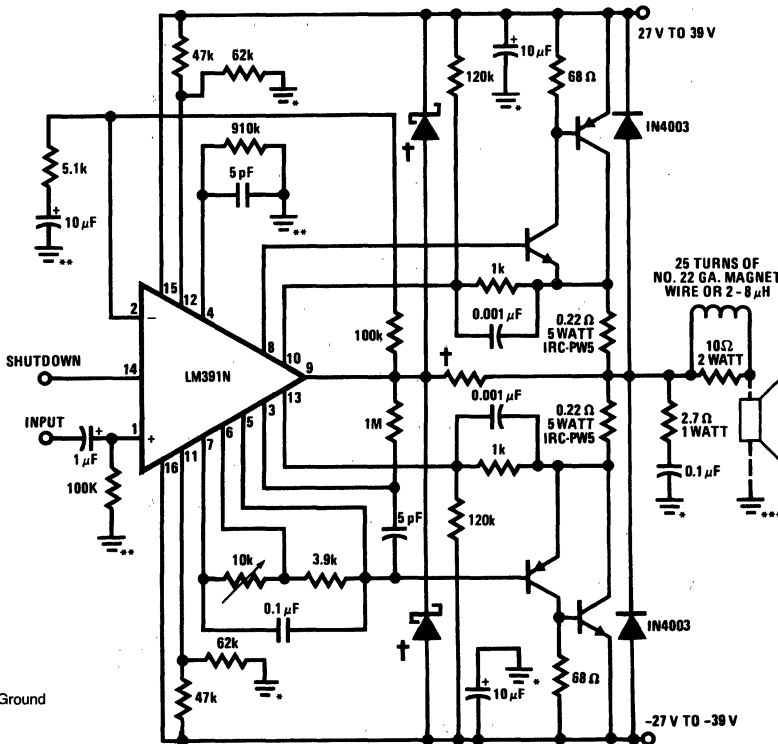 27 V TO 39 V
47k
62k
*
120k
+
10 μF
*
68 Ω
IN4003
5.1k
+
10 μF
**
910k
5 pF
**
†
15
12
4
2
−
8
10
9
LM391N
SHUTDOWN
14
INPUT
1
+
+
1 μF
100K
**
16
11
7
6
5
3
13
1k
0.001 μF
0.22 Ω
5 WATT
IRC-PW5
100k
†
25 TURNS OF
NO. 22 GA. MAGNET
WIRE OR 2 - 8 μH
10Ω
2 WATT
1M
0.001 μF
1k
0.22 Ω
5 WATT
IRC-PW5
2.7Ω
1 WATT
0.1 μF
*
***
5 pF
120k
10k
3.9k
0.1 μF
62k
*
47k
†
+
10 μF
*
68 Ω
IN4003
Ground
−27 V TO −39 V